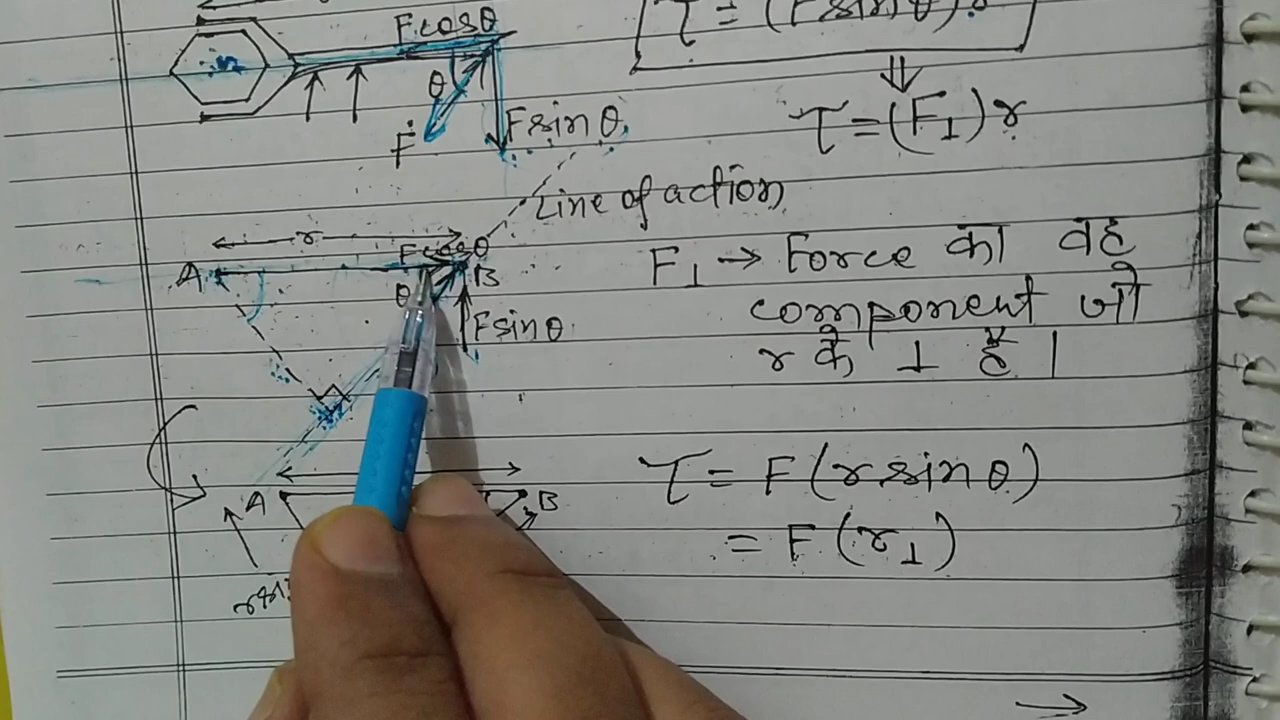 τ = (F sin θ).r
F cos θ
θ
F
F sin θ
τ = (F⊥) r
Line of action
r
F cos θ
A
B
θ
F sin θ
F⊥ → Force का वह
component जो
r के ⊥ है।
τ = F (r sin θ)
= F (r⊥)
A
B